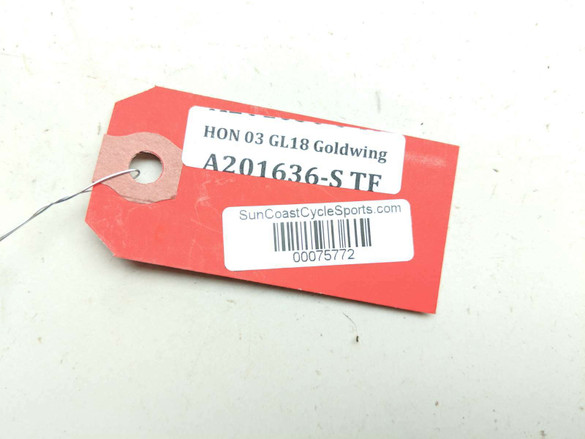 HON 03 GL18 Goldwing
A201636-S TF
SunCoastCycleSports.com
00075772